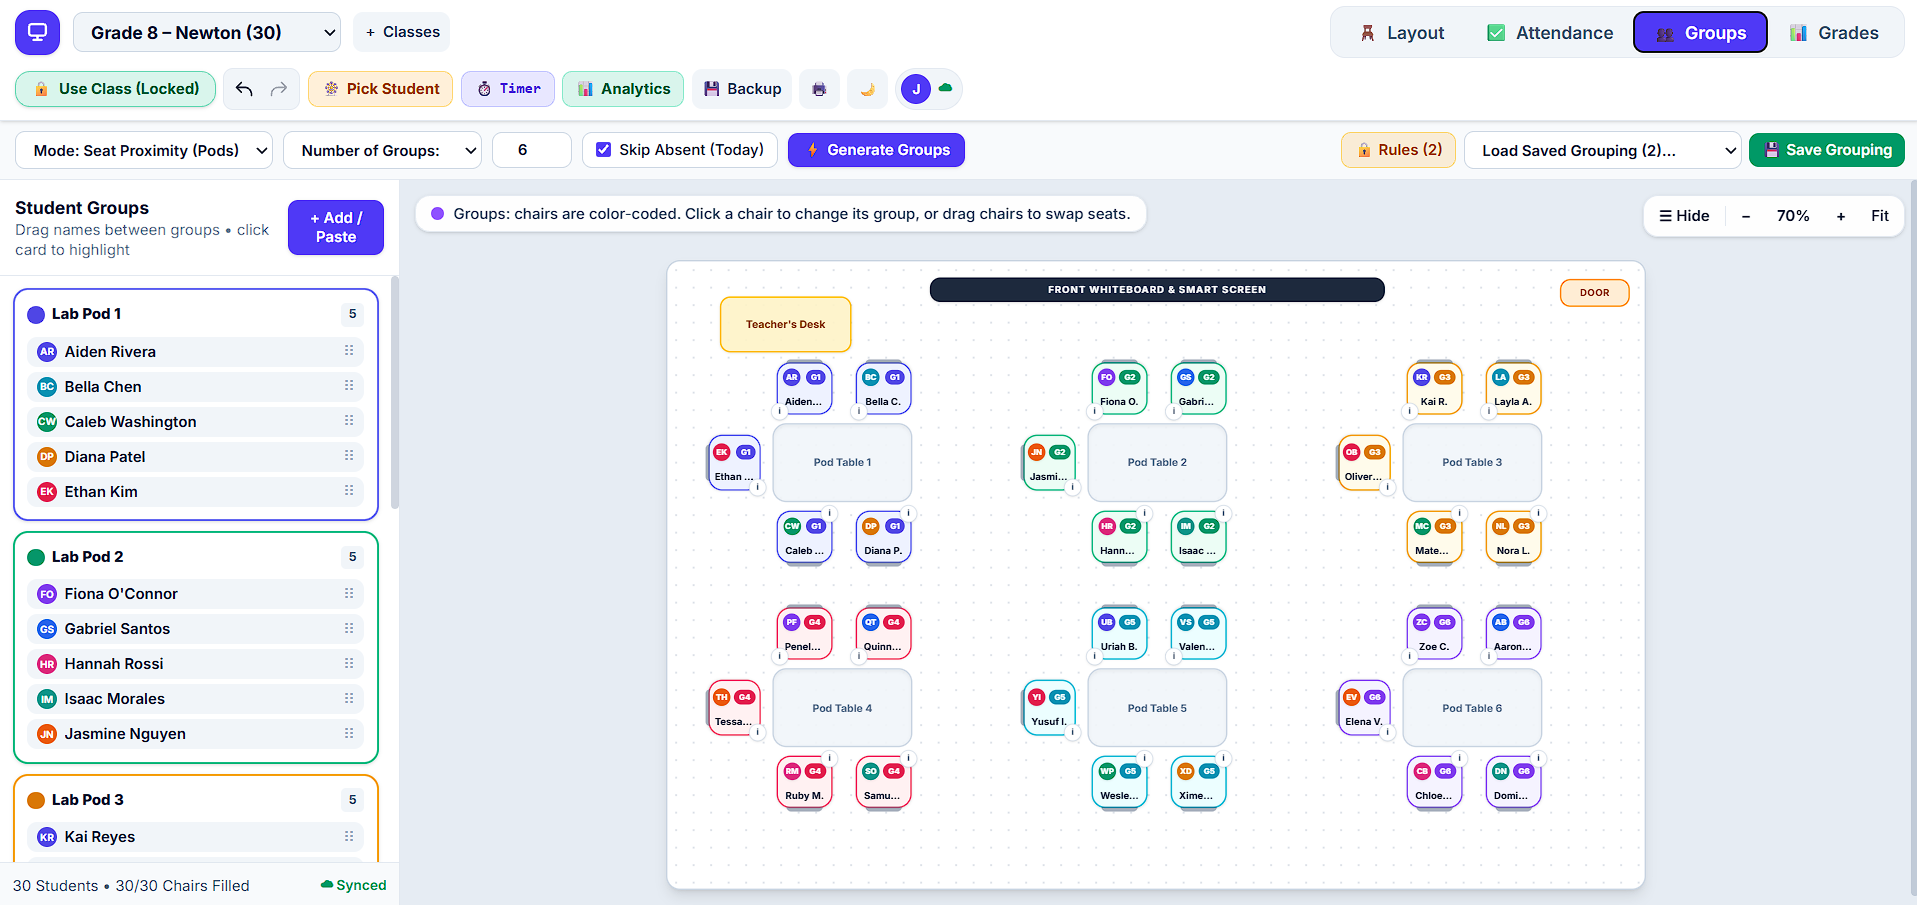 Grade 8 – Newton (30)
+ Classes
Layout
Attendance
Groups
Grades
Use Class (Locked)
Pick Student
Timer
Analytics
Backup
J
Mode: Seat Proximity (Pods)
Number of Groups:
6
Skip Absent (Today)
Generate Groups
Rules (2)
Load Saved Grouping (2)...
Save Grouping
Student Groups
Drag names between groups • click
card to highlight
+ Add /
Paste
Groups: chairs are color-coded. Click a chair to change its group, or drag chairs to swap seats.
☰ Hide
−
70%
+
Fit
Lab Pod 1
5
AR Aiden Rivera
BC Bella Chen
CW Caleb Washington
DP Diana Patel
EK Ethan Kim
Lab Pod 2
5
FO Fiona O'Connor
GS Gabriel Santos
HR Hannah Rossi
IM Isaac Morales
JN Jasmine Nguyen
Lab Pod 3
5
KR Kai Reyes
30 Students • 30/30 Chairs Filled
Synced
FRONT WHITEBOARD & SMART SCREEN
DOOR
Teacher's Desk
AR G1
Aiden...
i
BC G1
Bella C.
i
EK G1
Ethan ...
i
Pod Table 1
CW G1
Caleb ...
i
DP G1
Diana P.
i
FO G2
Fiona O.
i
GS G2
Gabri...
i
JN G2
Jasmi...
i
Pod Table 2
HR G2
Hann...
i
IM G2
Isaac ...
i
KR G3
Kai R.
i
LA G3
Layla A.
i
OB G3
Oliver...
i
Pod Table 3
MC G3
Mate...
i
NL G3
Nora L.
i
PF G4
Penel...
i
QT G4
Quinn...
i
TH G4
Tessa...
i
Pod Table 4
RM G4
Ruby M.
i
SO G4
Samu...
i
UB G5
Uriah B.
i
VS G5
Valen...
i
YI G5
Yusuf I.
i
Pod Table 5
WP G5
Wesle...
i
XD G5
Xime...
i
ZC G6
Zoe C.
i
AB G6
Aaron...
i
EV G6
Elena V.
i
Pod Table 6
CB G6
Chloe...
i
DN G6
Domi...
i